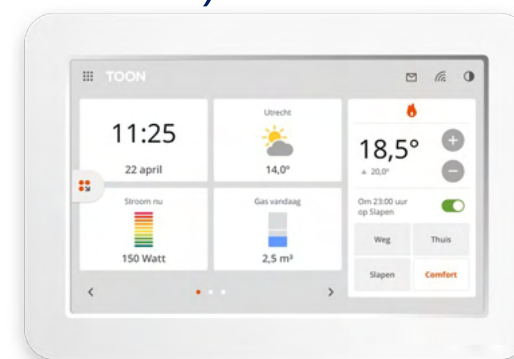 TOON
11:25
22 april
Utrecht
14,0°
Stroom nu
150 Watt
Gas vandaag
2,5 m³
18,5°
+
▲ 20,0°
−
Om 23:00 uur
op Slapen
Weg
Thuis
Slapen
Comfort